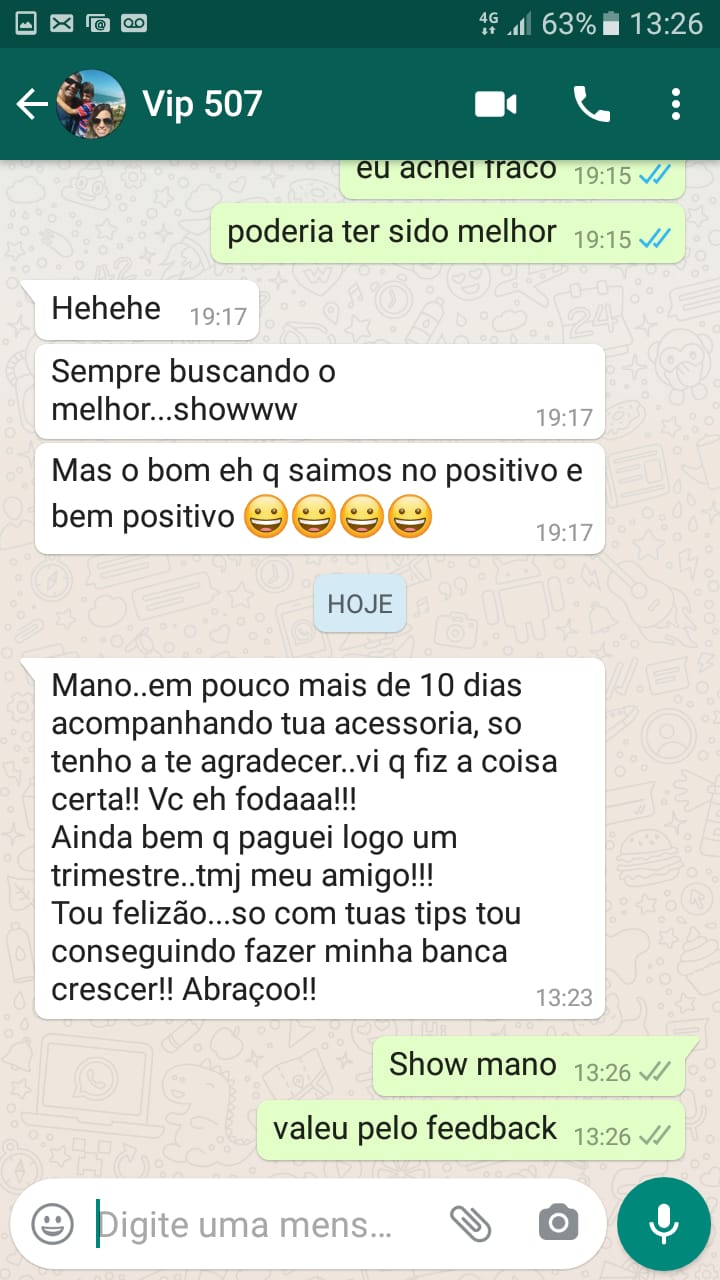 4G 63% 13:26
Vip 507
eu achei fraco 19:15
poderia ter sido melhor 19:15
Hehehe 19:17
Sempre buscando o
melhor...showww 19:17
Mas o bom eh q saimos no positivo e
bem positivo 😀😀😀😀 19:17
HOJE
Mano..em pouco mais de 10 dias
acompanhando tua acessoria, so
tenho a te agradecer..vi q fiz a coisa
certa!! Vc eh fodaaa!!!
Ainda bem q paguei logo um
trimestre..tmj meu amigo!!!
Tou felizão...so com tuas tips tou
conseguindo fazer minha banca
crescer!! Abraçoo!! 13:23
Show mano 13:26
valeu pelo feedback 13:26
Digite uma mens...